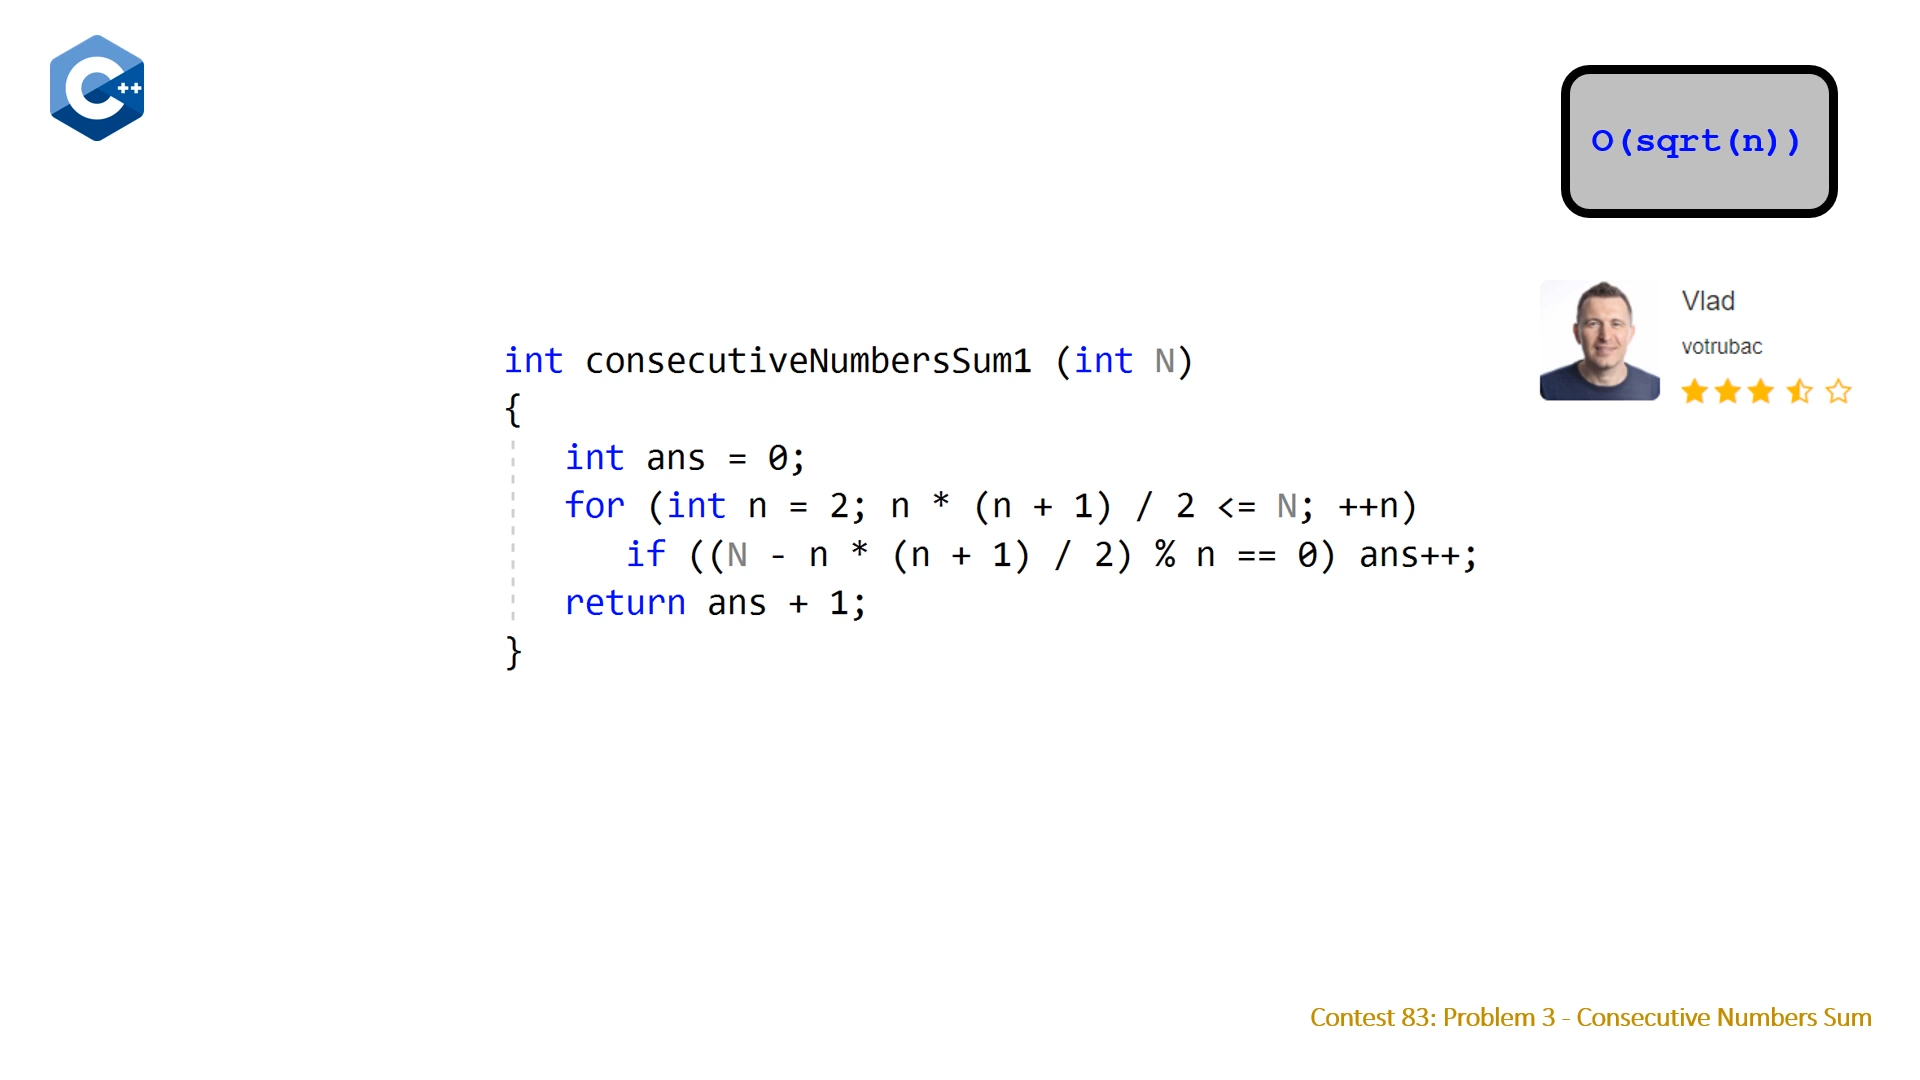 C++
O(sqrt(n))
Vlad
votrubac
int consecutiveNumbersSum1 (int N)
{
int ans = 0;
for (int n = 2; n * (n + 1) / 2 <= N; ++n)
if ((N - n * (n + 1) / 2) % n == 0) ans++;
return ans + 1;
}
Contest 83: Problem 3 - Consecutive Numbers Sum